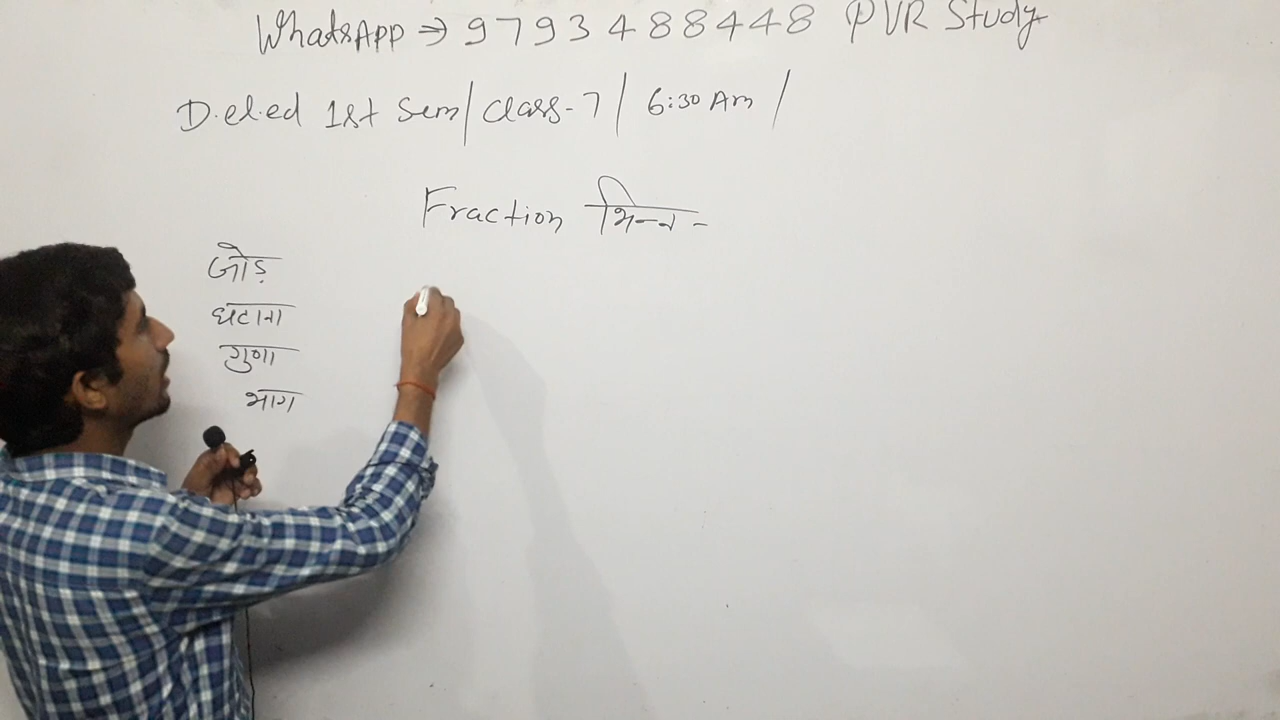 WhatsApp → 9793488448 PVR Study
D.el.ed 1st Sem/Class-7/6:30 Am/
Fraction भिन्न -
जोड़
घटाना
गुणा
भाग